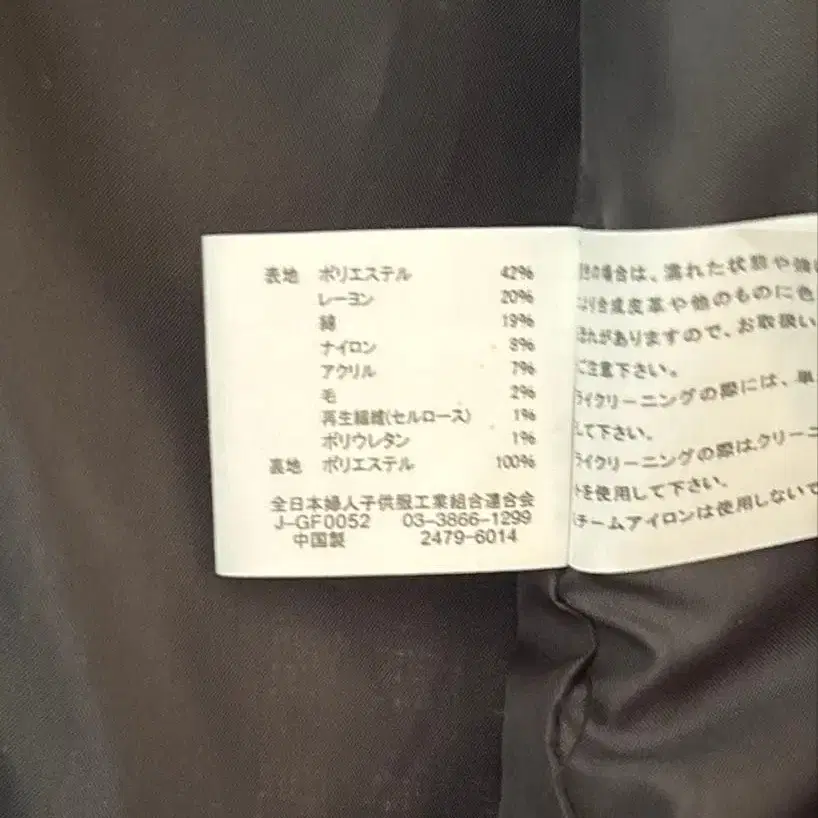 表地 ポリエステル 42%
レーヨン 20%
綿 19%
ナイロン 8%
アクリル 7%
毛 2%
再生繊維(セルロース) 1%
ポリウレタン 1%
裏地 ポリエステル 100%
全日本婦人子供服工業組合連合会
J-GF0052 03-3866-1299
中国製 2479-6014
の場合は、濡れた状態や強い
より合成皮革や他のものに色
がありますので、お取扱い
ご注意下さい。
ライクリーニングの際には、単
して下さい。
ライクリーニングの際はクリーニ
を使用して下さい。
チームアイロンは使用しないで